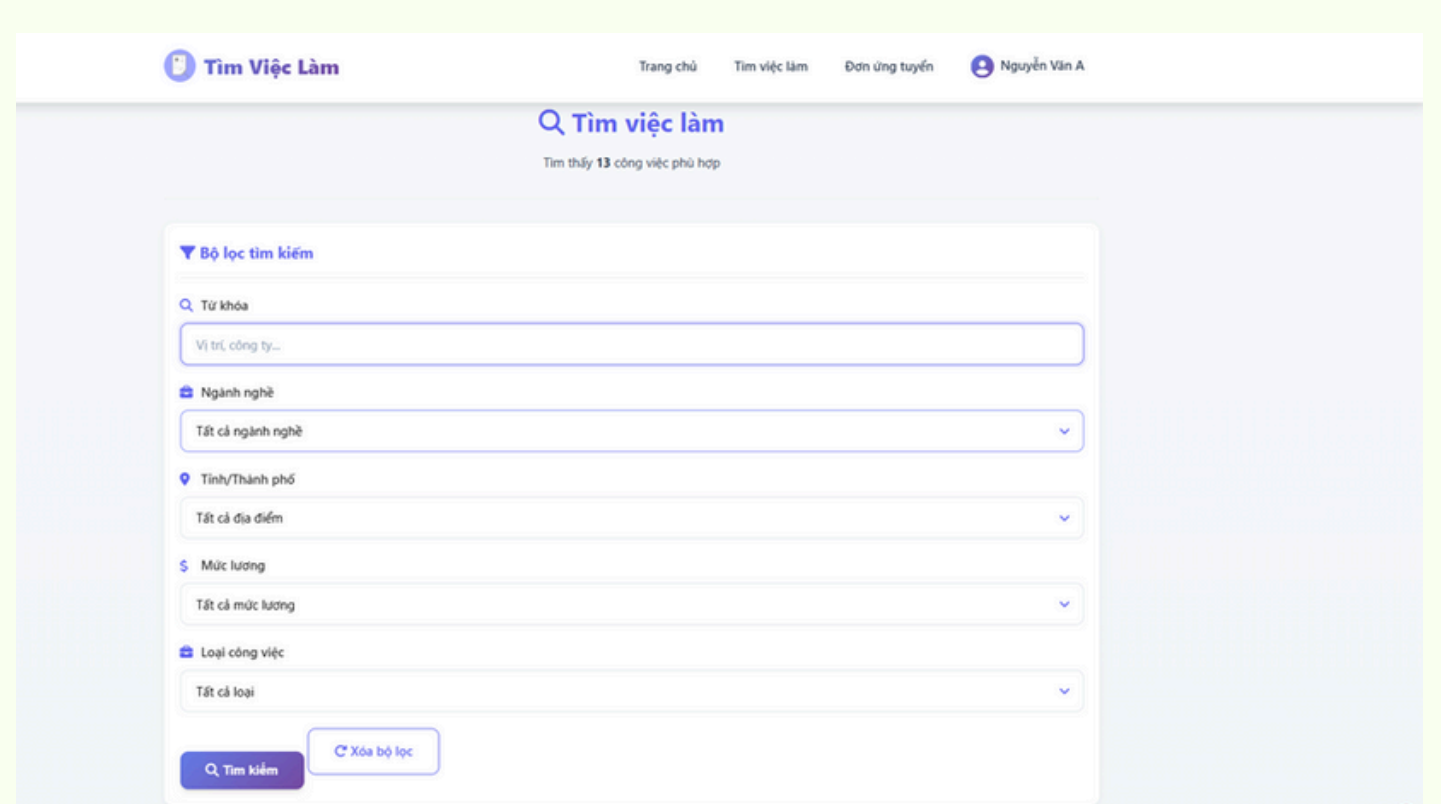 Tìm Việc Làm
Trang chủ Tìm việc làm Đơn ứng tuyển Nguyễn Văn A
Tìm việc làm
Tìm thấy 13 công việc phù hợp
Bộ lọc tìm kiếm
Từ khóa
Vị trí, công ty...
Ngành nghề
Tất cả ngành nghề
Tỉnh/Thành phố
Tất cả địa điểm
$ Mức lương
Tất cả mức lương
Loại công việc
Tất cả loại
Xóa bộ lọc
Tìm kiếm